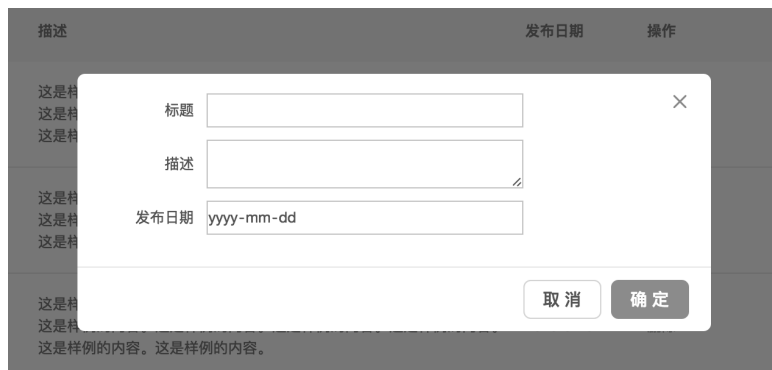 描述 发布日期 操作
这是样
这是样
这是样
标题
描述
发布日期 yyyy-mm-dd
这是样
这是样
这是样
取消 确定
这是样
这是样
这是样例的内容。这是样例的内容。